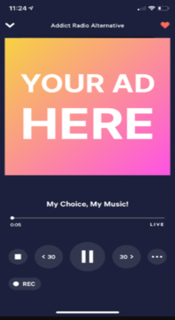 11:24
Addict Radio Alternative
YOUR AD
HERE
My Choice, My Music!
0:05 LIVE
< 30 30 >
REC